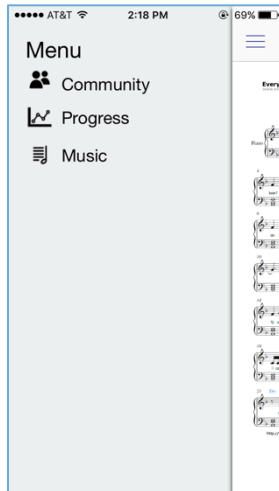 AT&T 2:18 PM 69%
Menu
Community
Progress
Music
Every
Piano